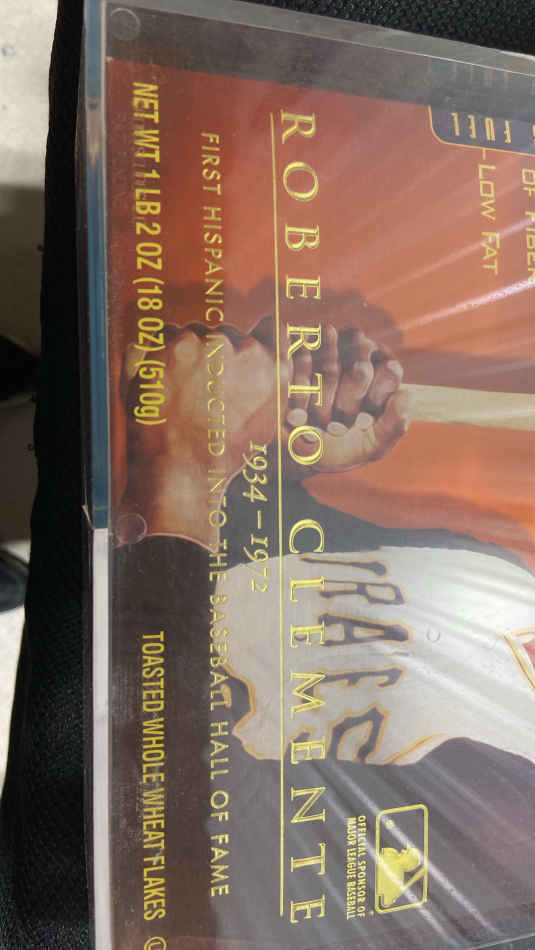 OF FIBER
LOW FAT
ROBERTO CLEMENTE
1934–1972
FIRST HISPANIC INDUCTED INTO THE BASEBALL HALL OF FAME
NET WT 1 LB 2 OZ (18 OZ) (510g)
TOASTED WHOLE WHEAT FLAKES
OFFICIAL SPONSOR OF
MAJOR LEAGUE BASEBALL